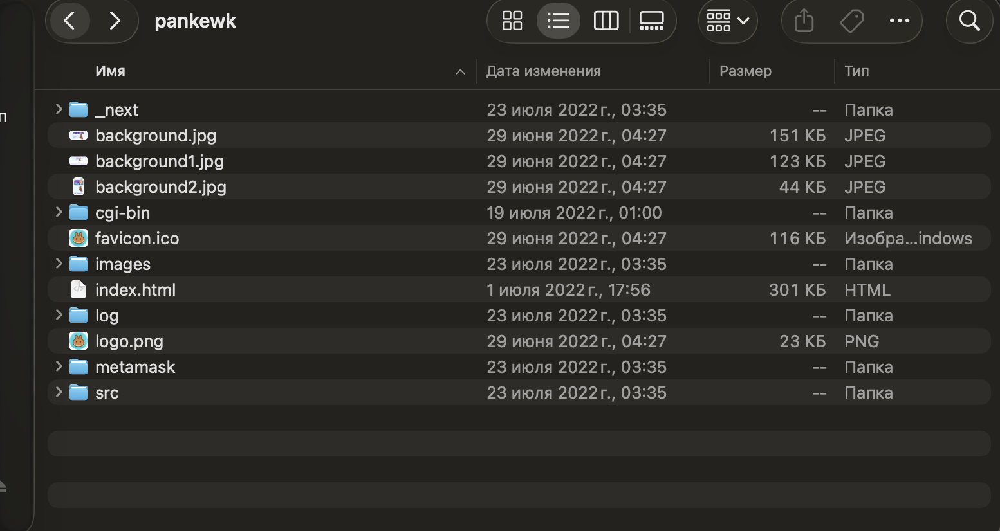 pankewk
Имя Дата изменения Размер Тип
п
_next 23 июля 2022 г., 03:35 -- Папка
background.jpg 29 июня 2022 г., 04:27 151 КБ JPEG
background1.jpg 29 июня 2022 г., 04:27 123 КБ JPEG
background2.jpg 29 июня 2022 г., 04:27 44 КБ JPEG
cgi-bin 19 июля 2022 г., 01:00 -- Папка
favicon.ico 29 июня 2022 г., 04:27 116 КБ Изобра...indows
images 23 июля 2022 г., 03:35 -- Папка
index.html 1 июля 2022 г., 17:56 301 КБ HTML
log 23 июля 2022 г., 03:35 -- Папка
logo.png 29 июня 2022 г., 04:27 23 КБ PNG
metamask 23 июля 2022 г., 03:35 -- Папка
src 23 июля 2022 г., 03:35 -- Папка